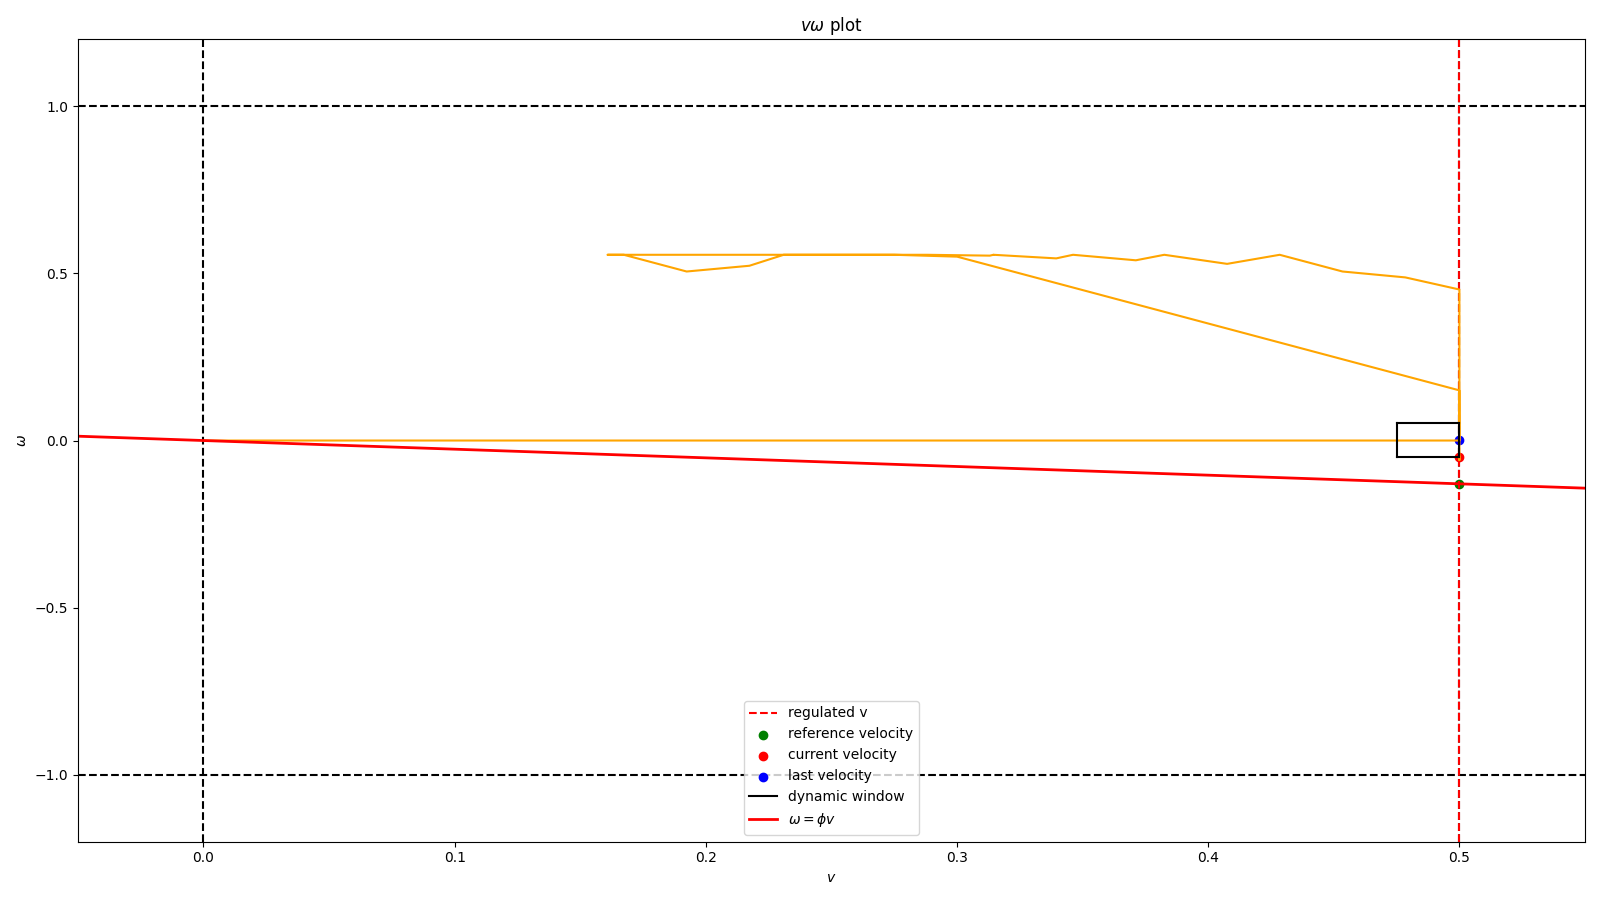 vω plot
1.0
0.5
0.0
−0.5
−1.0
ω
regulated v
reference velocity
current velocity
last velocity
dynamic window
ω = ϕv
0.0 0.1 0.2 0.3 0.4 0.5
v